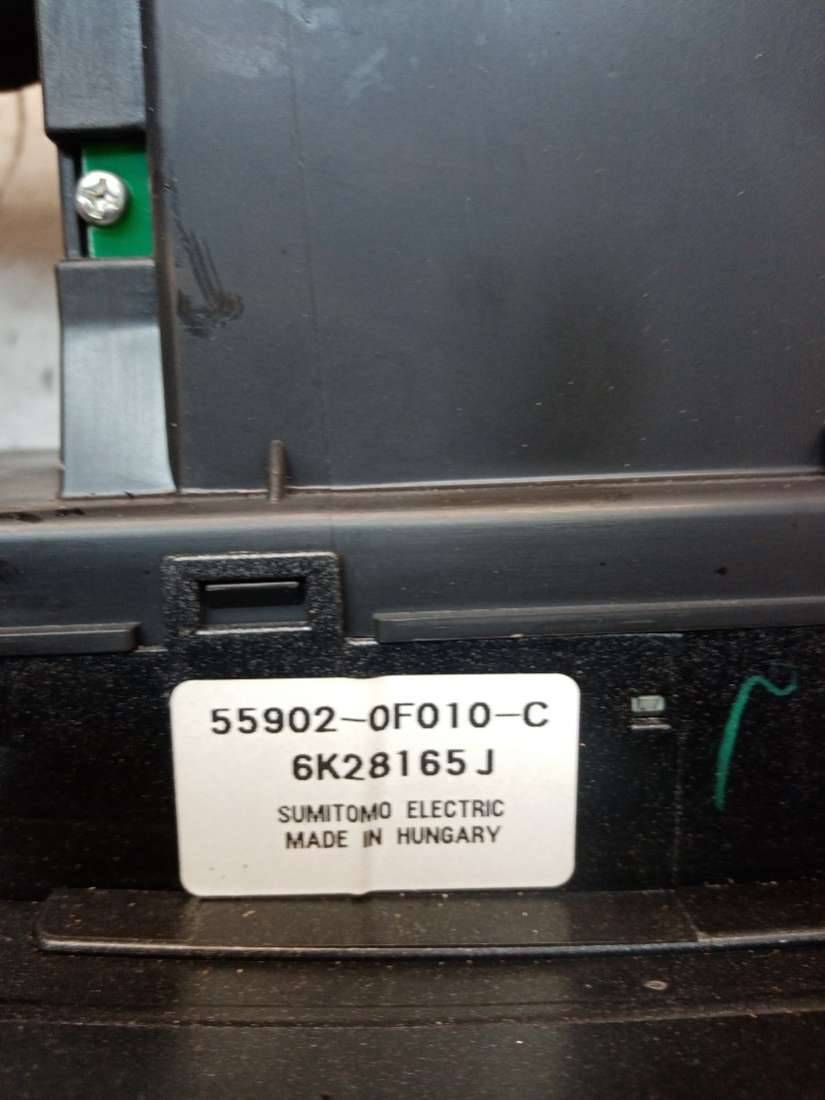 55902-0F010-C
6K28165J
SUMITOMO ELECTRIC
MADE IN HUNGARY